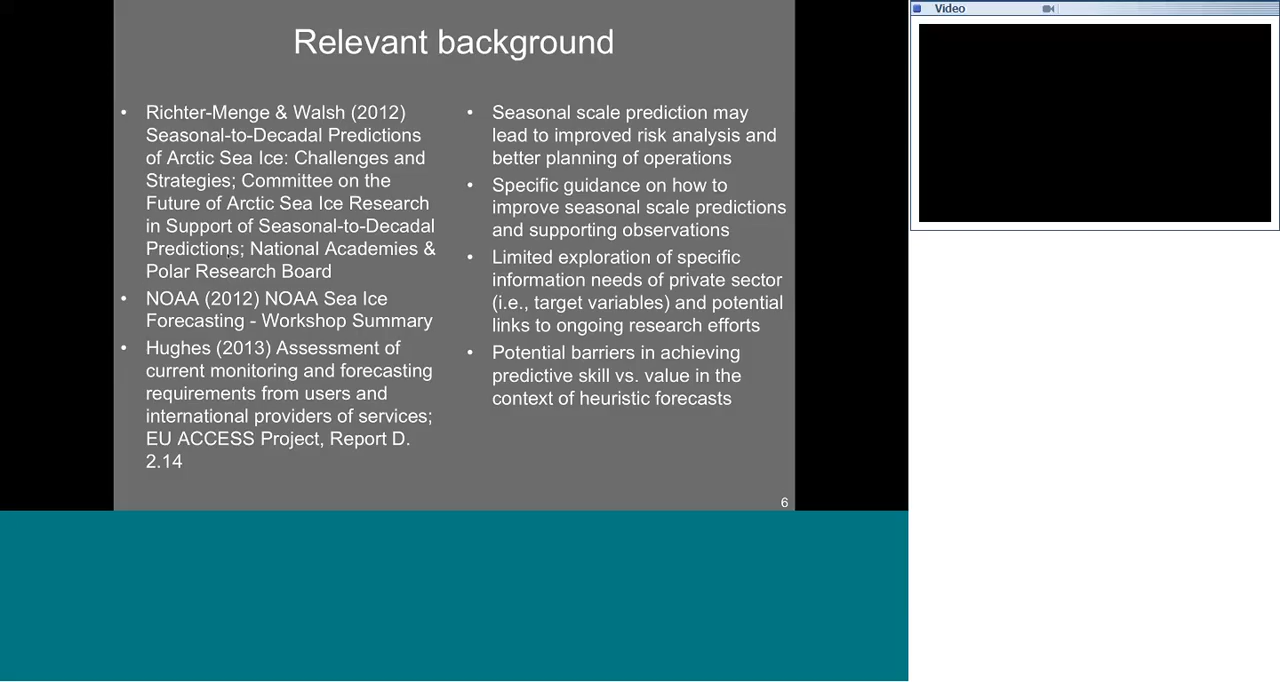 Relevant background
Richter-Menge & Walsh (2012)
Seasonal-to-Decadal Predictions
of Arctic Sea Ice: Challenges and
Strategies; Committee on the
Future of Arctic Sea Ice Research
in Support of Seasonal-to-Decadal
Predictions; National Academies &
Polar Research Board
NOAA (2012) NOAA Sea Ice
Forecasting - Workshop Summary
Hughes (2013) Assessment of
current monitoring and forecasting
requirements from users and
international providers of services;
EU ACCESS Project, Report D.
2.14
Seasonal scale prediction may
lead to improved risk analysis and
better planning of operations
Specific guidance on how to
improve seasonal scale predictions
and supporting observations
Limited exploration of specific
information needs of private sector
(i.e., target variables) and potential
links to ongoing research efforts
Potential barriers in achieving
predictive skill vs. value in the
context of heuristic forecasts
6
Video